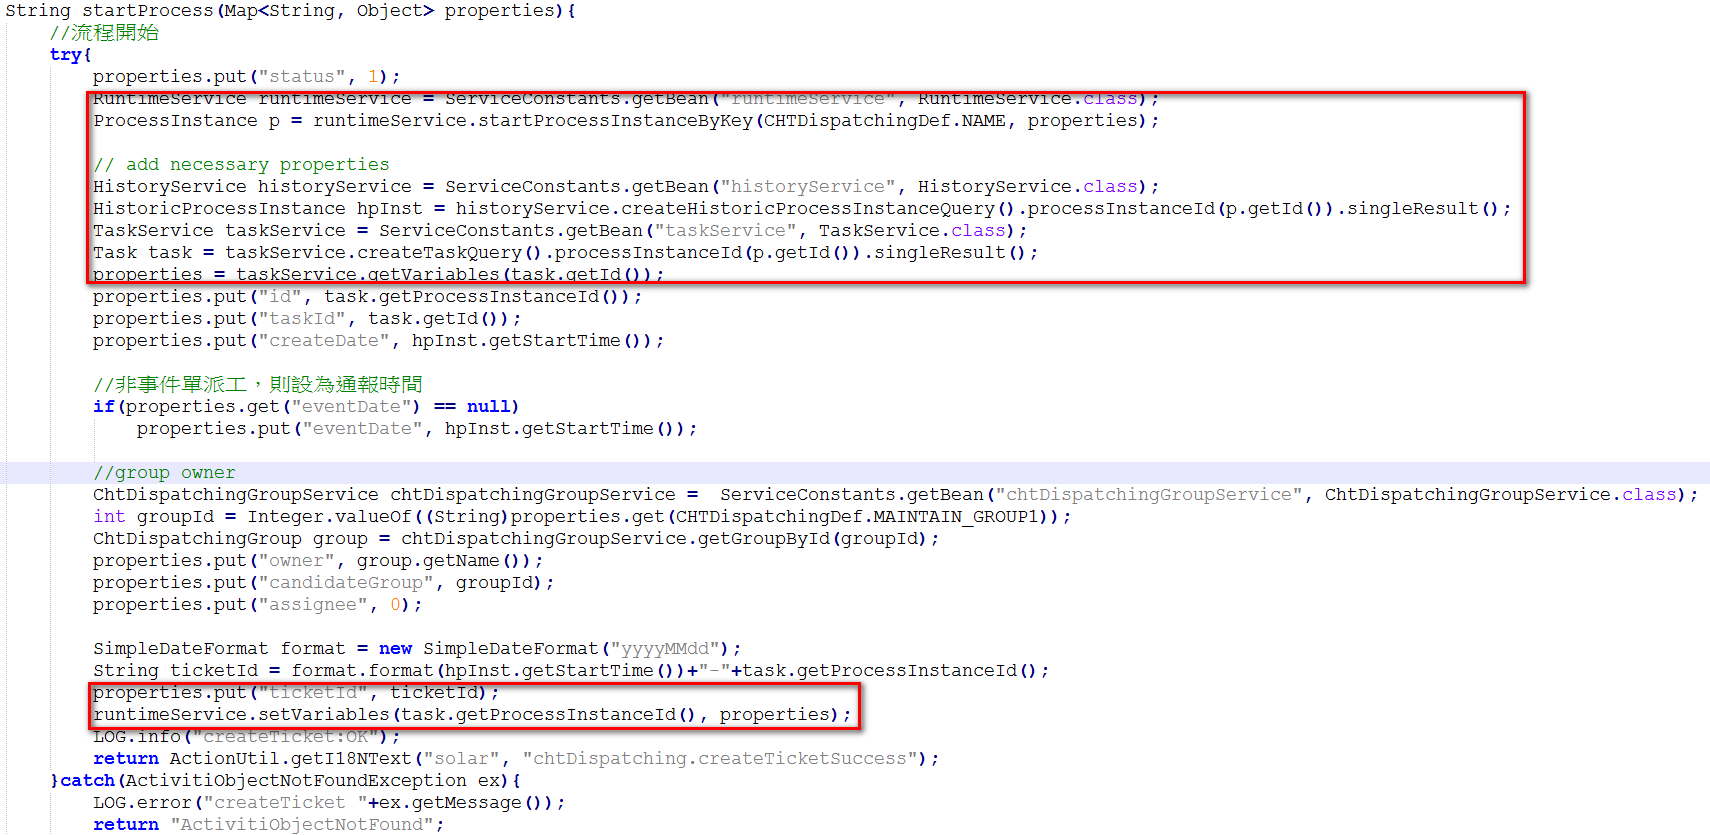 String startProcess(Map<String, Object> properties){
//流程開始
try{
properties.put("status", 1);
RuntimeService runtimeService = ServiceConstants.getBean("runtimeService", RuntimeService.class);
ProcessInstance p = runtimeService.startProcessInstanceByKey(CHTDispatchingDef.NAME, properties);
// add necessary properties
HistoryService historyService = ServiceConstants.getBean("historyService", HistoryService.class);
HistoricProcessInstance hpInst = historyService.createHistoricProcessInstanceQuery().processInstanceId(p.getId()).singleResult();
TaskService taskService = ServiceConstants.getBean("taskService", TaskService.class);
Task task = taskService.createTaskQuery().processInstanceId(p.getId()).singleResult();
properties = taskService.getVariables(task.getId());
properties.put("id", task.getProcessInstanceId());
properties.put("taskId", task.getId());
properties.put("createDate", hpInst.getStartTime());
//非事件單派工，則設為通報時間
if(properties.get("eventDate") == null)
properties.put("eventDate", hpInst.getStartTime());
//group owner
ChtDispatchingGroupService chtDispatchingGroupService =  ServiceConstants.getBean("chtDispatchingGroupService", ChtDispatchingGroupService.class);
int groupId = Integer.valueOf((String)properties.get(CHTDispatchingDef.MAINTAIN_GROUP1));
ChtDispatchingGroup group = chtDispatchingGroupService.getGroupById(groupId);
properties.put("owner", group.getName());
properties.put("candidateGroup", groupId);
properties.put("assignee", 0);
SimpleDateFormat format = new SimpleDateFormat("yyyyMMdd");
String ticketId = format.format(hpInst.getStartTime())+"-"+task.getProcessInstanceId();
properties.put("ticketId", ticketId);
runtimeService.setVariables(task.getProcessInstanceId(), properties);
LOG.info("createTicket:OK");
return ActionUtil.getI18NText("solar", "chtDispatching.createTicketSuccess");
}catch(ActivitiObjectNotFoundException ex){
LOG.error("createTicket "+ex.getMessage());
return "ActivitiObjectNotFound";